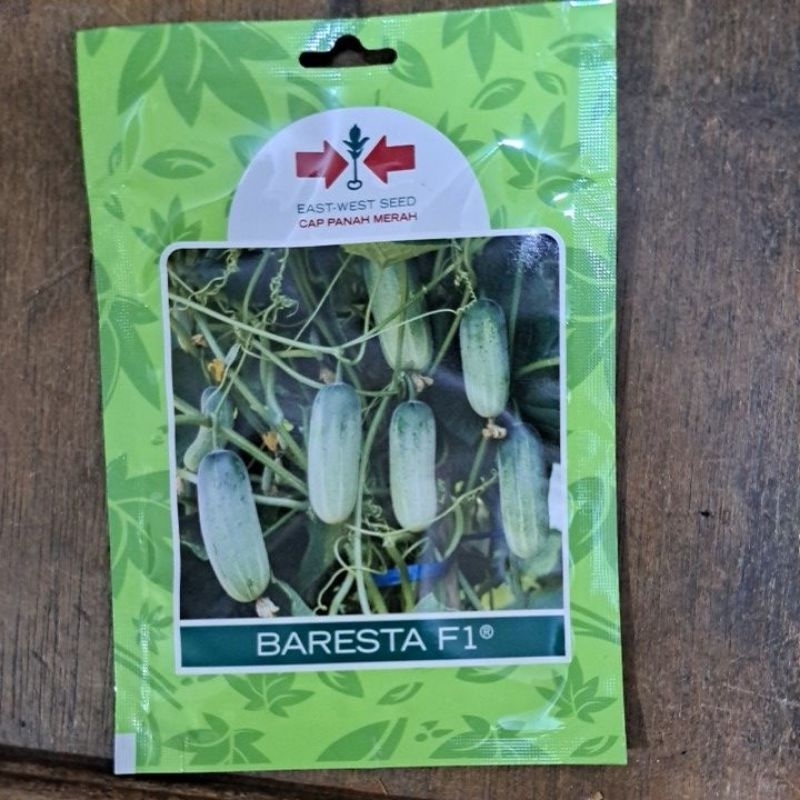 EAST-WEST SEED
CAP PANAH MERAH
BARESTA F1®